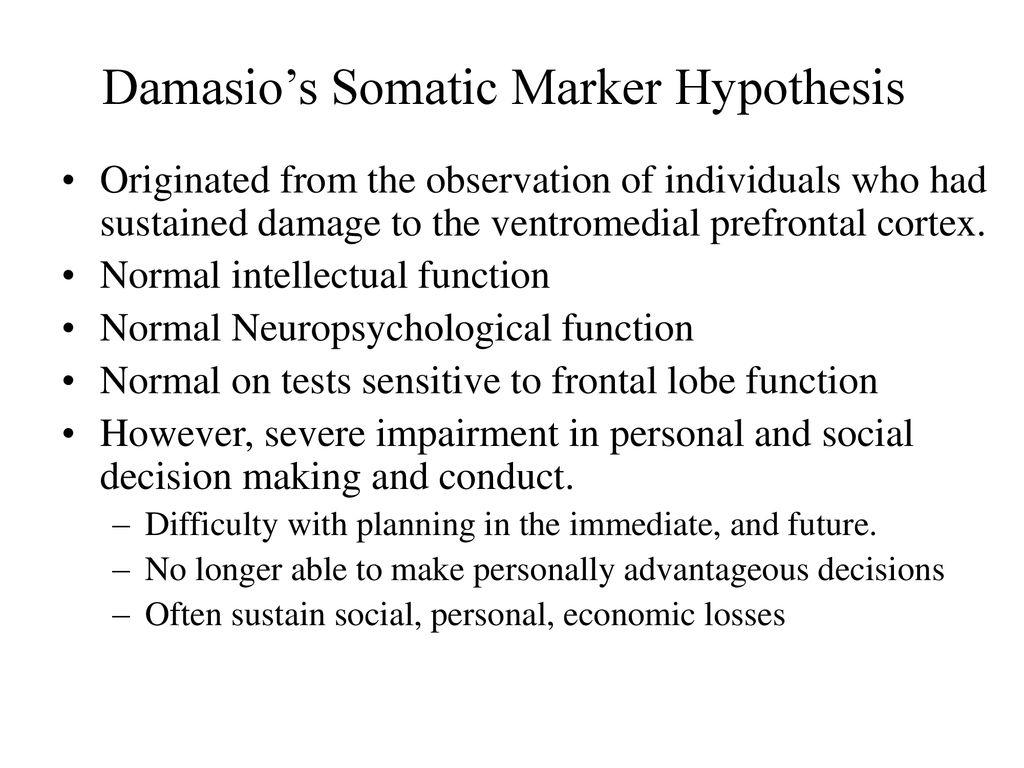 Damasio’s Somatic Marker Hypothesis
• Originated from the observation of individuals who had
sustained damage to the ventromedial prefrontal cortex.
• Normal intellectual function
• Normal Neuropsychological function
• Normal on tests sensitive to frontal lobe function
• However, severe impairment in personal and social
decision making and conduct.
– Difficulty with planning in the immediate, and future.
– No longer able to make personally advantageous decisions
– Often sustain social, personal, economic losses